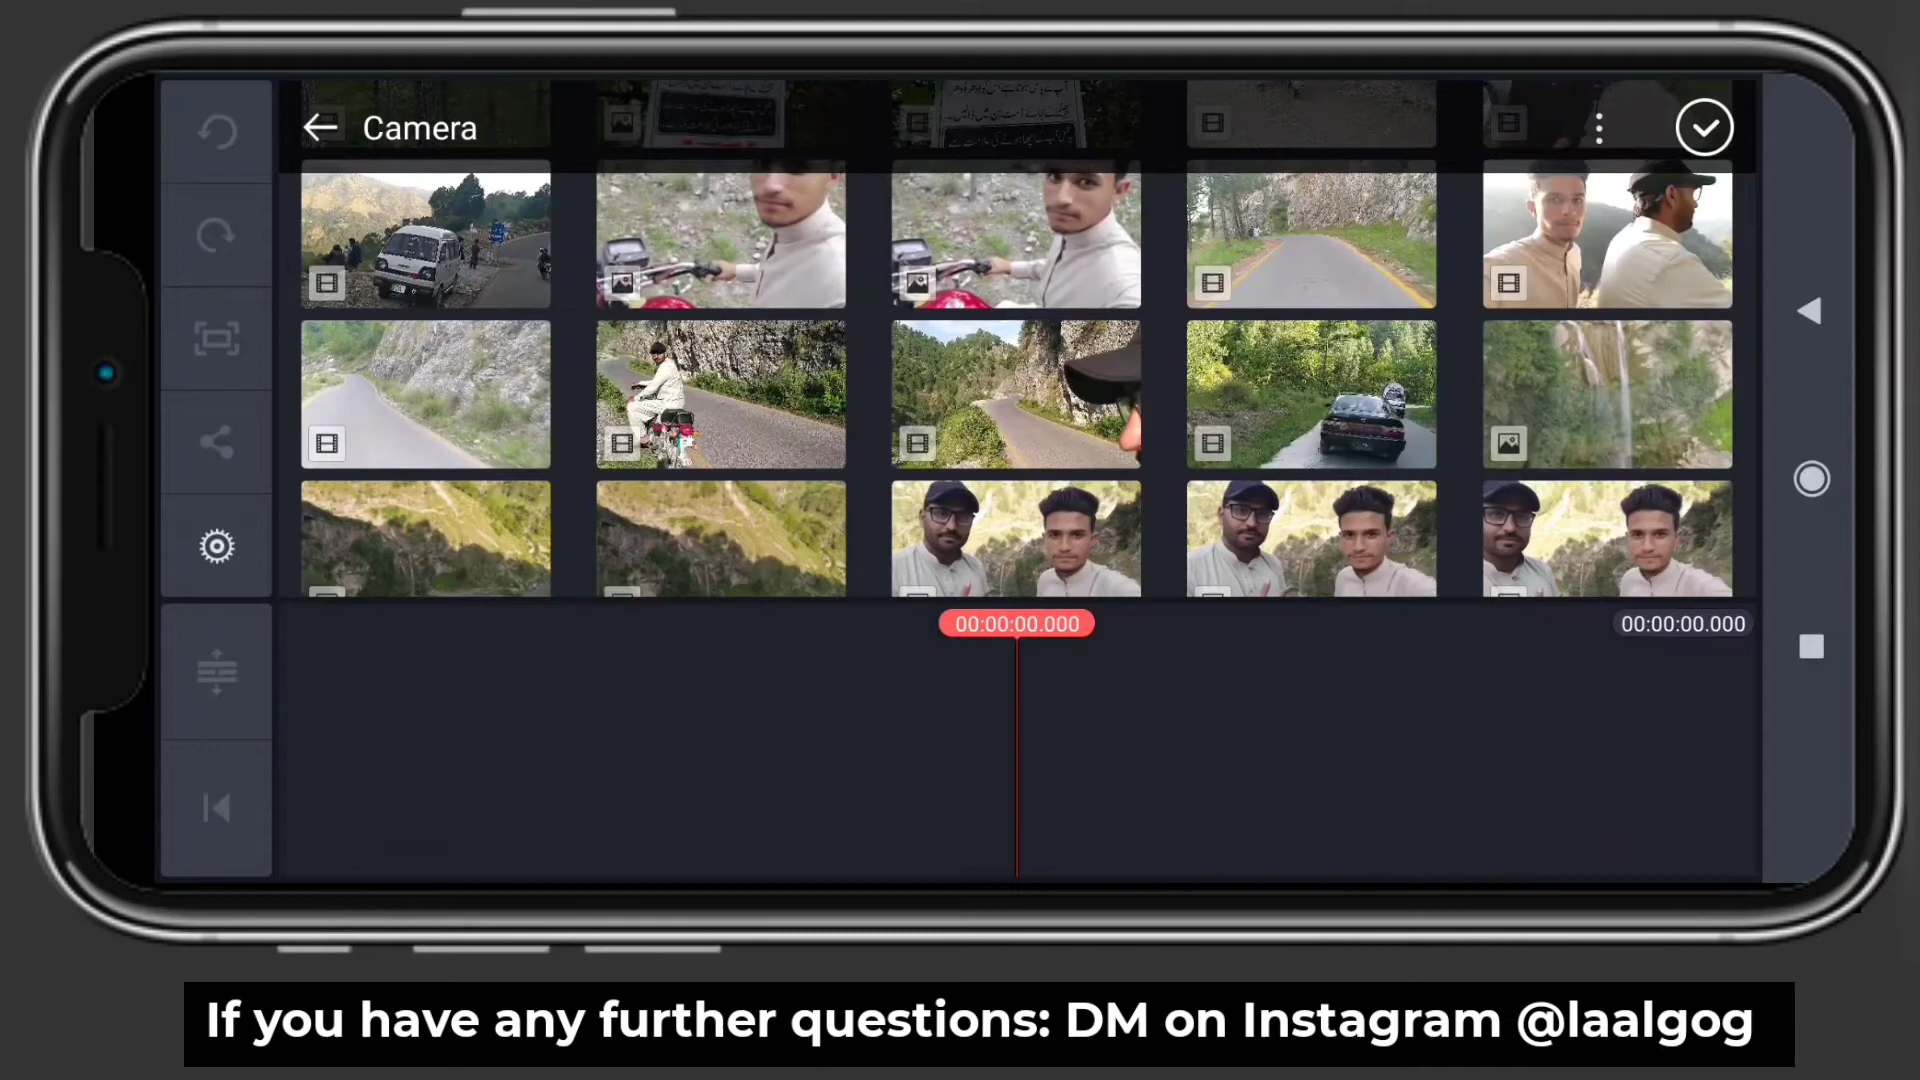 Camera
00:00:00.000
00:00:00.000
If you have any further questions: DM on Instagram @laalgog